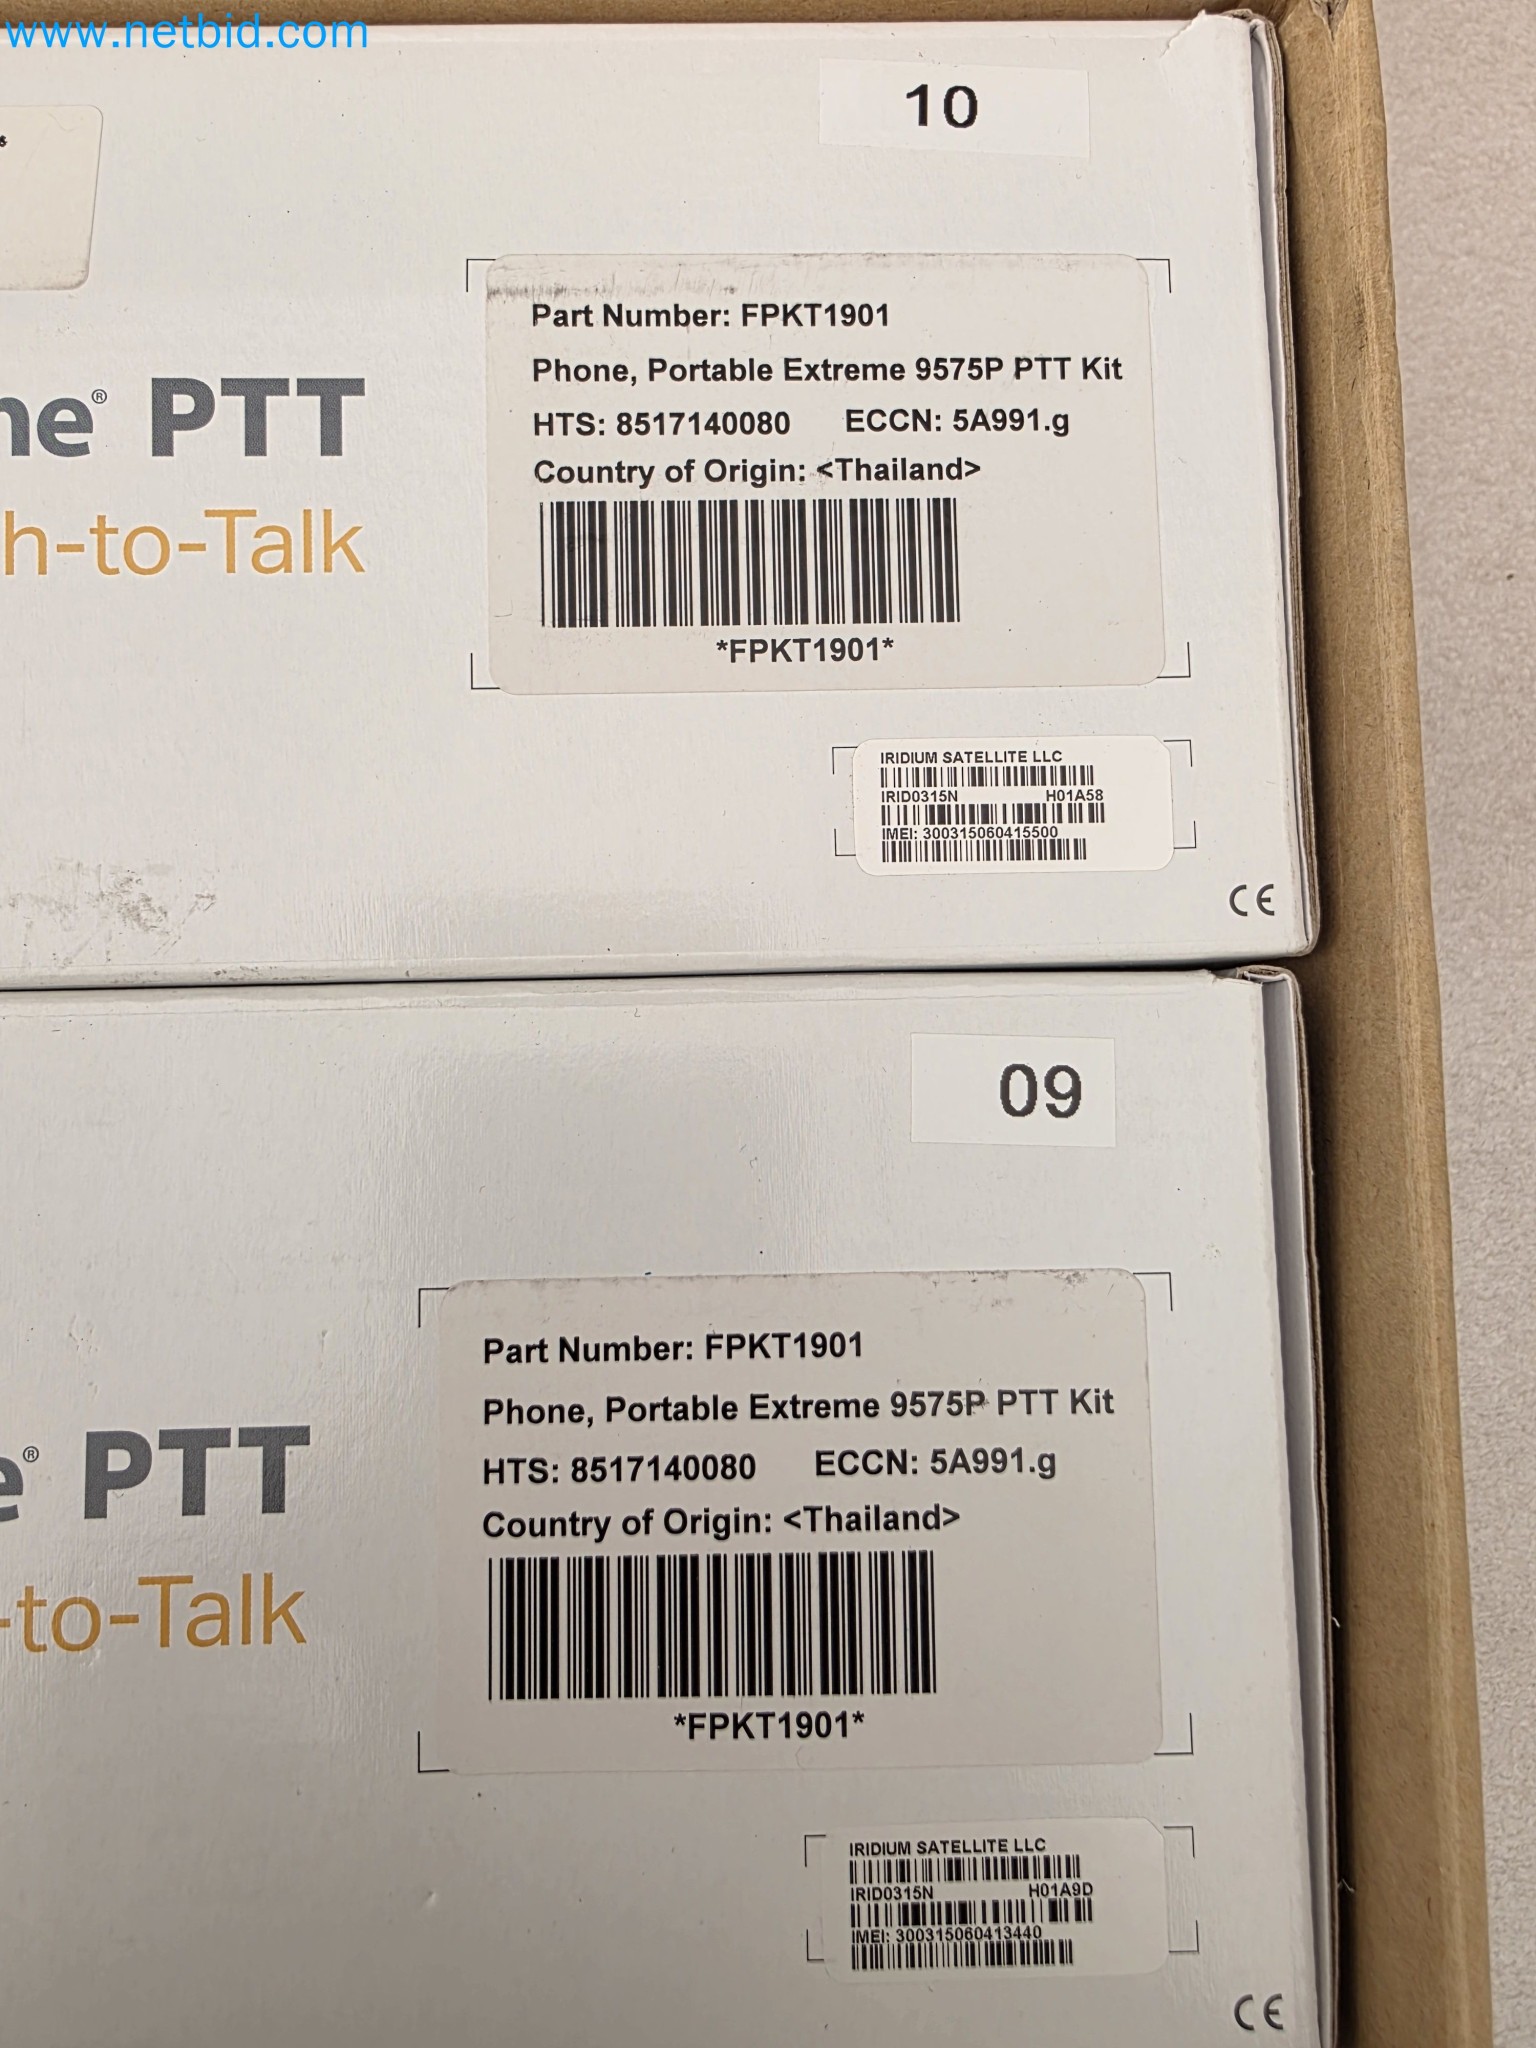 www.netbid.com
10
Part Number: FPKT1901
Phone, Portable Extreme 9575P PTT Kit
HTS: 8517140080 ECCN: 5A991.g
Country of Origin: <Thailand>
*FPKT1901*
ne® PTT
h-to-Talk
IRIDIUM SATELLITE LLC
IRID0315N H01A58
IMEI: 300315060415500
CE
09
Part Number: FPKT1901
Phone, Portable Extreme 9575P PTT Kit
HTS: 8517140080 ECCN: 5A991.g
Country of Origin: <Thailand>
*FPKT1901*
e® PTT
-to-Talk
IRIDIUM SATELLITE LLC
IRID0315N H01A9D
IMEI: 300315060413440
CE